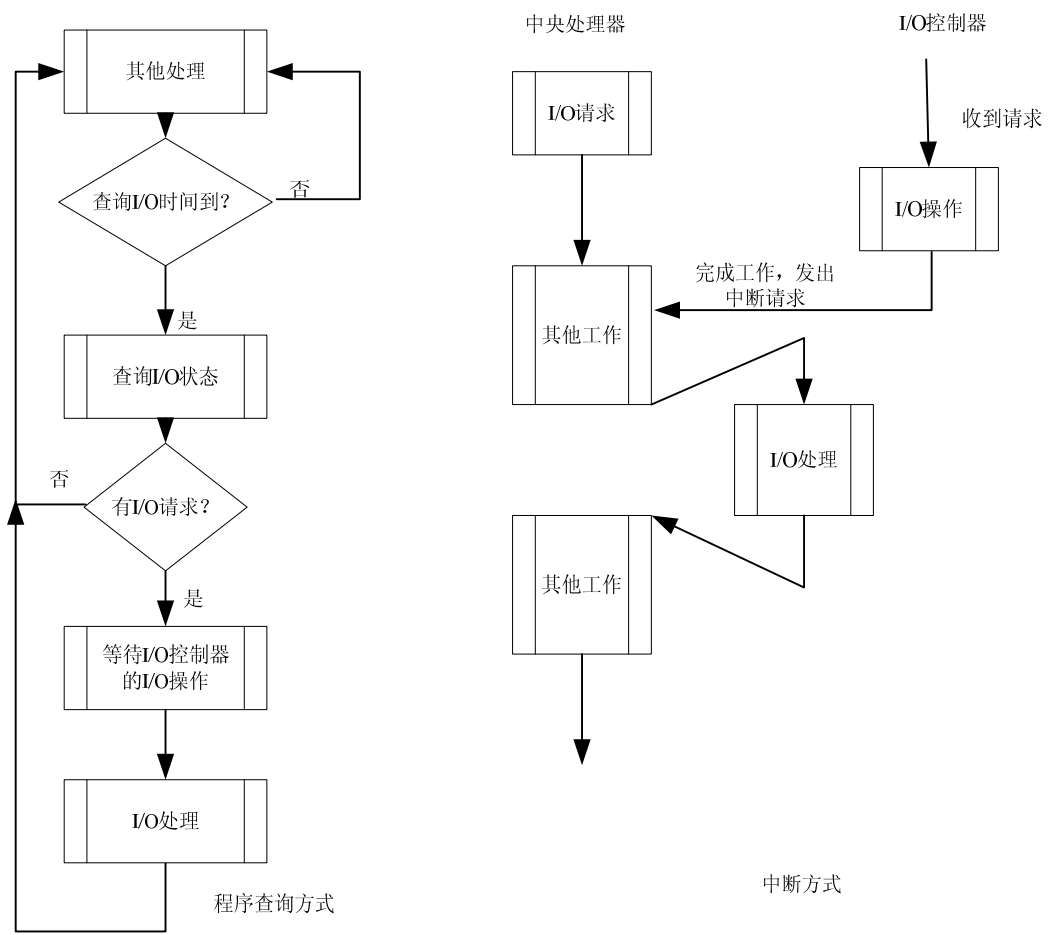 其他处理
查询I/O时间到？
否
是
查询I/O状态
否
有I/O请求？
是
等待I/O控制器
的I/O操作
I/O处理
程序查询方式
中央处理器
I/O控制器
I/O请求
收到请求
I/O操作
完成工作，发出
中断请求
其他工作
I/O处理
其他工作
中断方式